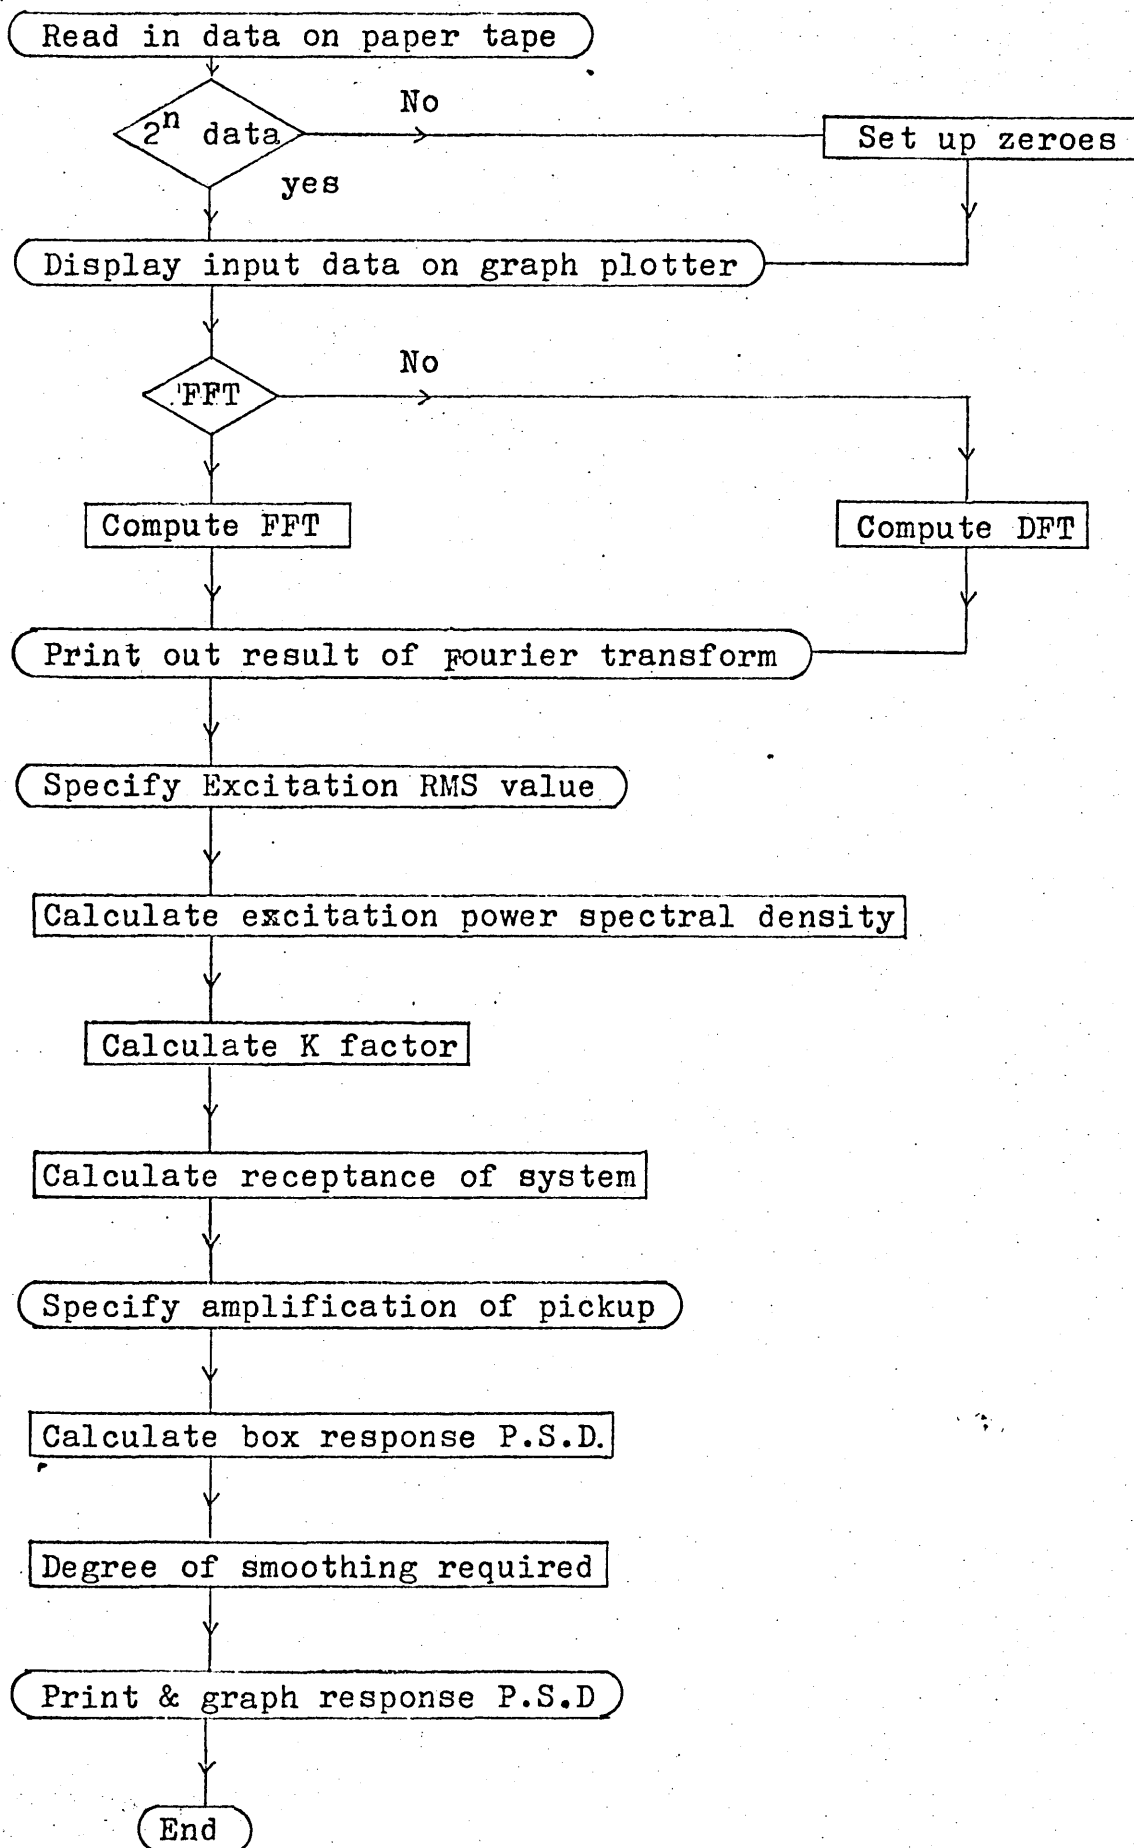 Read in data on paper tape
No
2^n data
Set up zeroes
yes
Display input data on graph plotter
No
FFT
Compute FFT
Compute DFT
Print out result of Fourier transform
Specify Excitation RMS value
Calculate excitation power spectral density
Calculate K factor
Calculate receptance of system
Specify amplification of pickup
Calculate box response P.S.D.
Degree of smoothing required
Print & graph response P.S.D
End